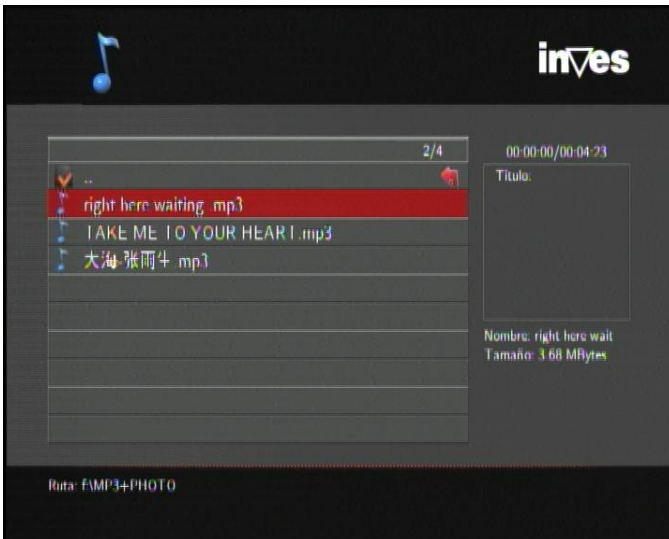 inves
2/4
00:00:00/00:04:23
..
Título:
right here waiting .mp3
TAKE ME TO YOUR HEART.mp3
大海-张雨生.mp3
Nombre: right here wait
Tamaño: 3.68 MBytes
Ruta: f:\MP3+PHOTO